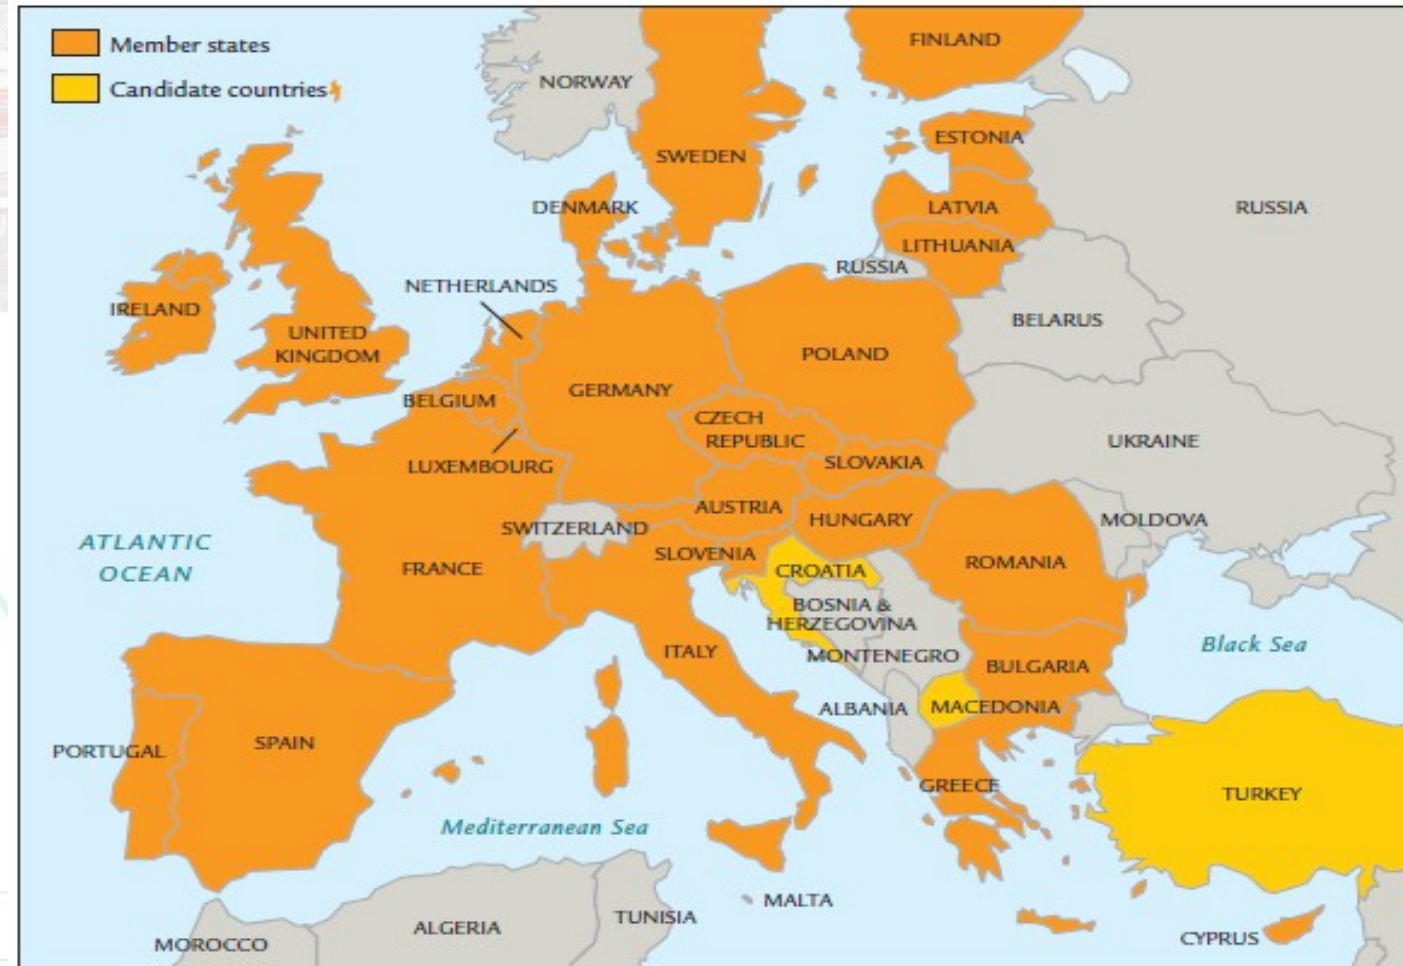 Member states
Candidate countries
FINLAND
NORWAY
ESTONIA
SWEDEN
DENMARK
LATVIA
RUSSIA
LITHUANIA
RUSSIA
NETHERLANDS
IRELAND
BELARUS
UNITED
KINGDOM
POLAND
GERMANY
BELGIUM
CZECH
REPUBLIC
UKRAINE
SLOVAKIA
LUXEMBOURG
AUSTRIA
HUNGARY
MOLDOVA
SWITZERLAND
ATLANTIC
OCEAN
SLOVENIA
ROMANIA
FRANCE
CROATIA
BOSNIA &
HERZEGOVINA
Black Sea
ITALY
MONTENEGRO
BULGARIA
ALBANIA
MACEDONIA
PORTUGAL
SPAIN
GREECE
TURKEY
Mediterranean Sea
MALTA
TUNISIA
ALGERIA
CYPRUS
MOROCCO